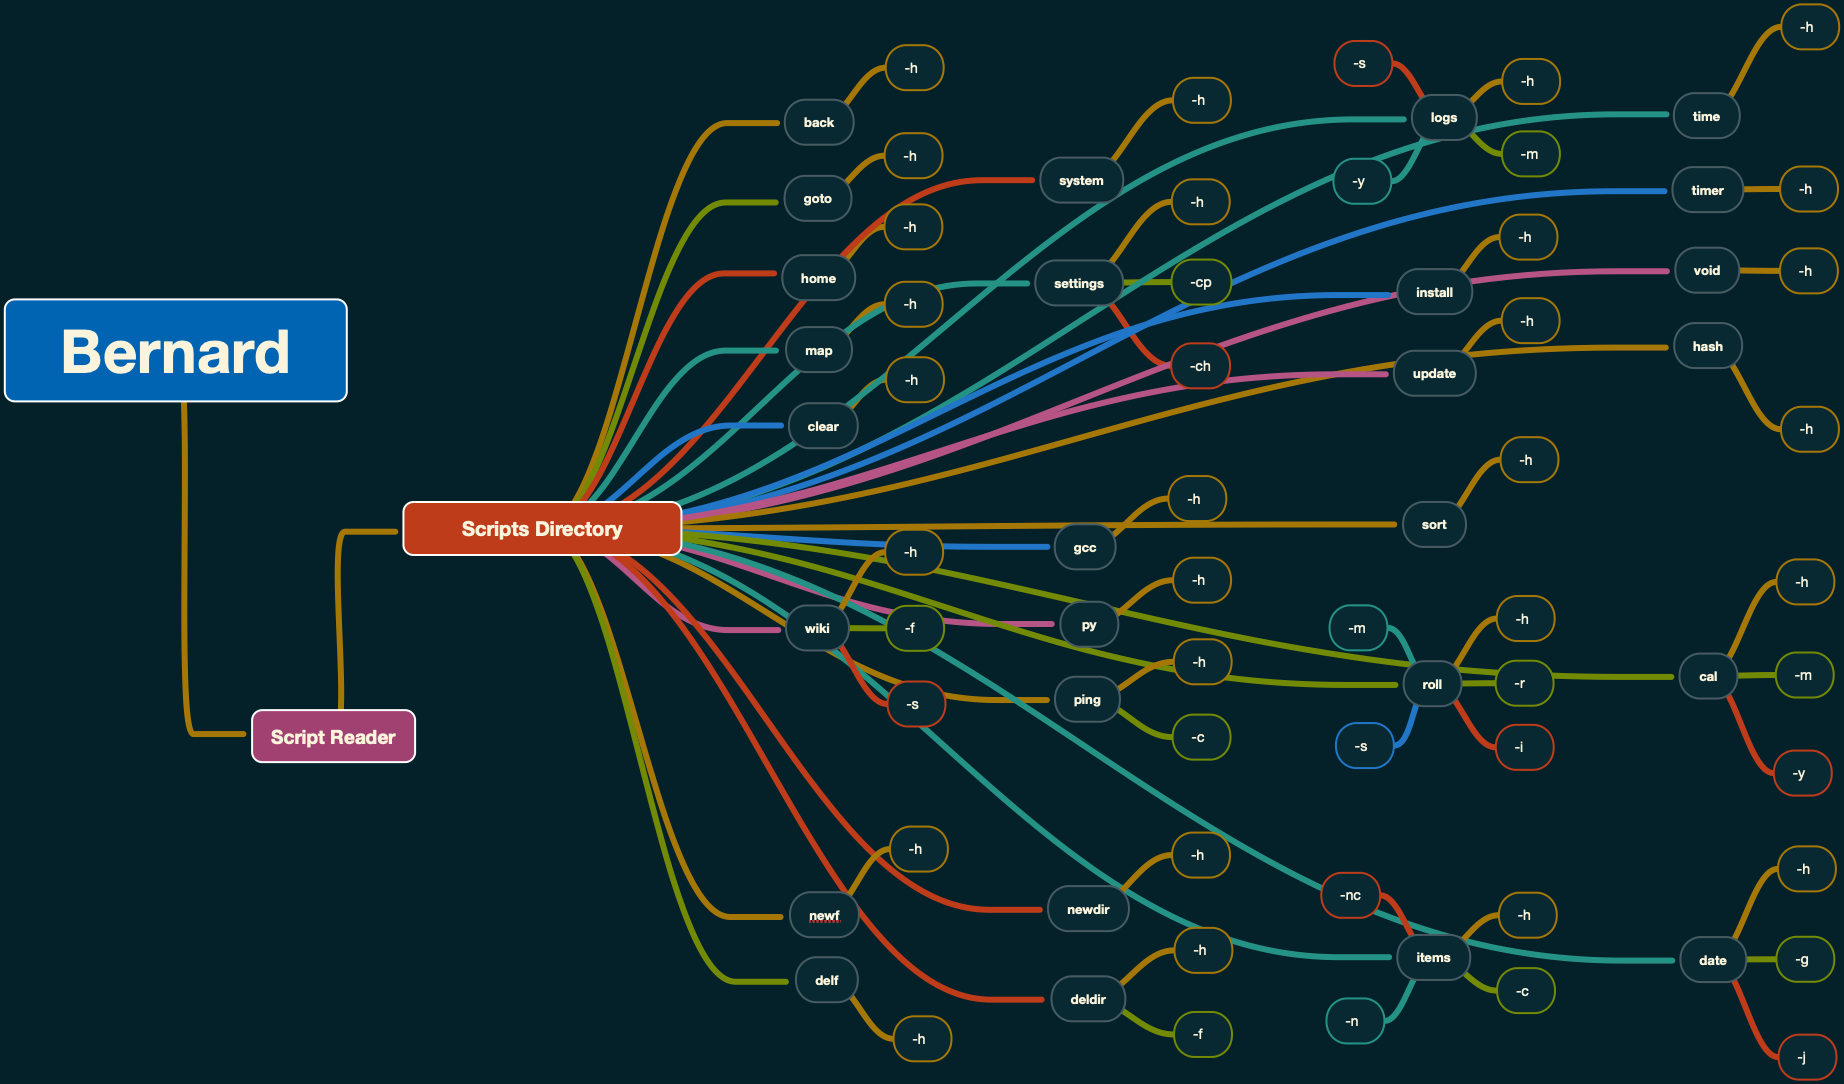 Bernard
Script Reader
Scripts Directory
back
-h
goto
-h
home
-h
map
-h
clear
-h
wiki
-h
-f
-s
newf
-h
delf
-h
system
-h
settings
-h
-cp
-ch
gcc
-h
py
-h
ping
-h
-c
newdir
-h
deldir
-h
-f
logs
-s
-h
-m
-y
install
-h
update
-h
sort
-h
roll
-m
-h
-r
-s
-i
items
-nc
-h
-c
-n
time
-h
timer
-h
void
-h
hash
-h
cal
-h
-m
-y
date
-h
-g
-j